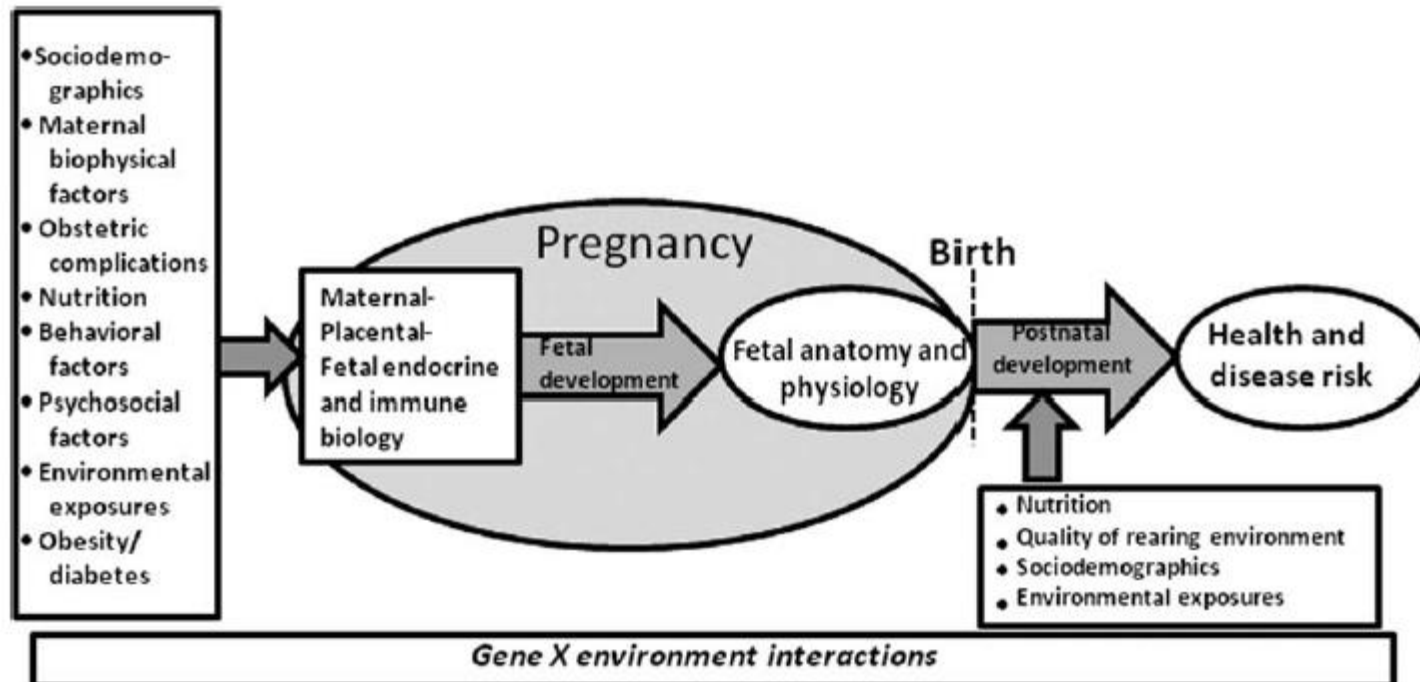 • Sociodemo-
graphics
• Maternal
biophysical
factors
• Obstetric
complications
• Nutrition
• Behavioral
factors
• Psychosocial
factors
• Environmental
exposures
• Obesity/
diabetes
Pregnancy
Maternal-
Placental-
Fetal endocrine
and immune
biology
Fetal
development
Fetal anatomy and
physiology
Birth
Postnatal
development
Health and
disease risk
• Nutrition
• Quality of rearing environment
• Sociodemographics
• Environmental exposures
Gene X environment interactions